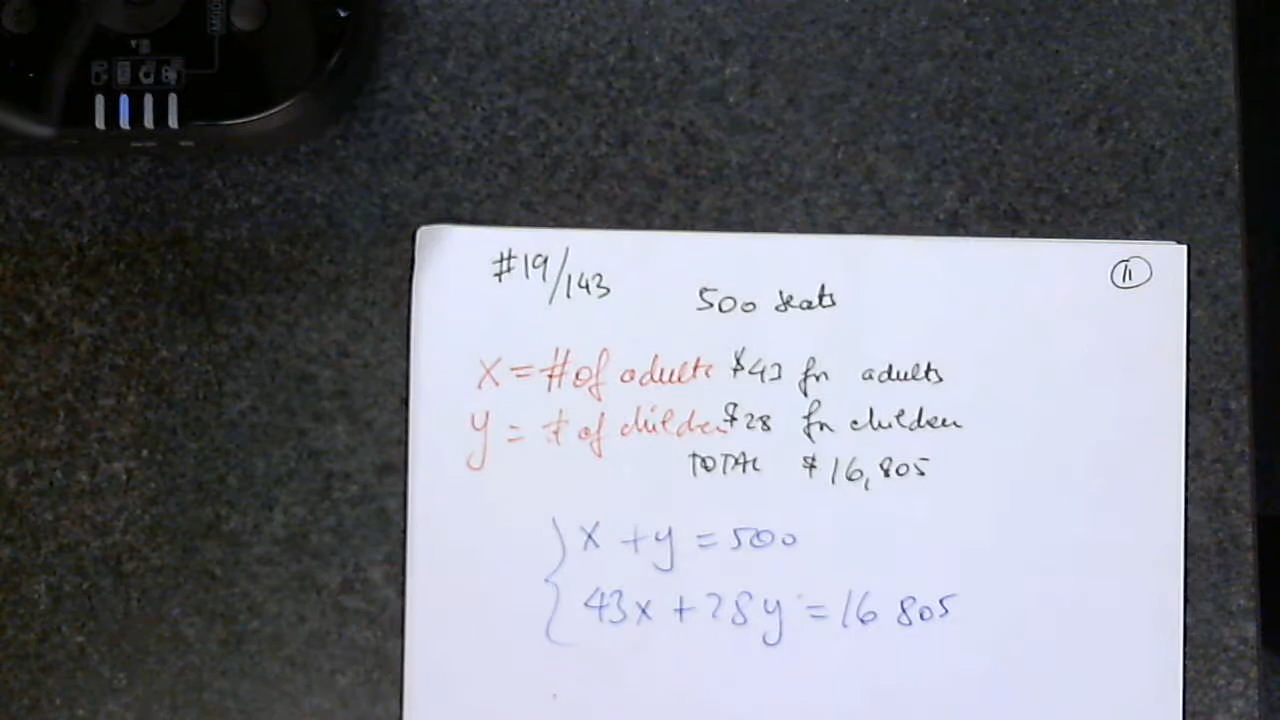 #19/143
11
500 seats
x = # of adults $43 for adults
y = # of children $28 for children
TOTAL $16,805
x + y = 500
43x + 28y = 16 805